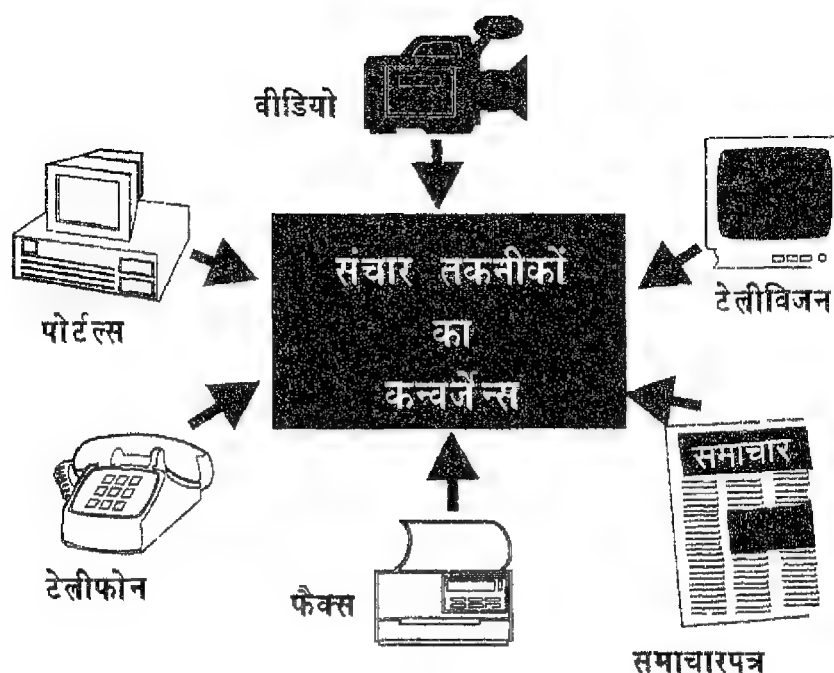 वीडियो
संचार तकनीकों
का
कन्वर्जेन्स
पोर्टल्स
टेलीविजन
समाचार
टेलीफोन
फैक्स
समाचारपत्र